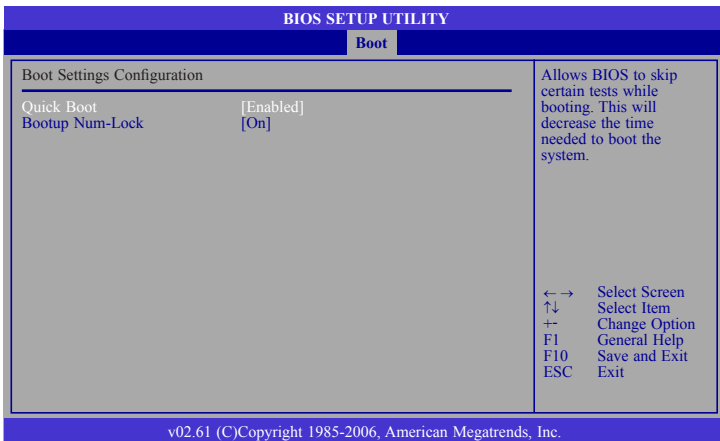 BIOS SETUP UTILITY
Boot
Boot Settings Configuration
Quick Boot [Enabled]
Bootup Num-Lock [On]
Allows BIOS to skip
certain tests while
booting. This will
decrease the time
needed to boot the
system.
←→ Select Screen
↑↓ Select Item
+- Change Option
F1 General Help
F10 Save and Exit
ESC Exit
v02.61 (C)Copyright 1985-2006, American Megatrends, Inc.